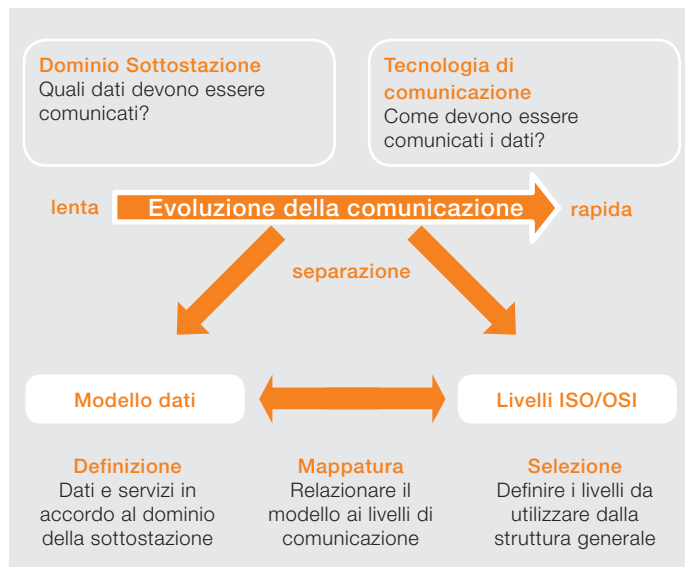 Dominio Sottostazione
Quali dati devono essere
comunicati?
Tecnologia di
comunicazione
Come devono essere
comunicati i dati?
lenta
Evoluzione della comunicazione
rapida
separazione
Modello dati
Livelli ISO/OSI
Definizione
Dati e servizi in
accordo al dominio
della sottostazione
Mappatura
Relazionare il
modello ai livelli di
comunicazione
Selezione
Definire i livelli da
utilizzare dalla
struttura generale